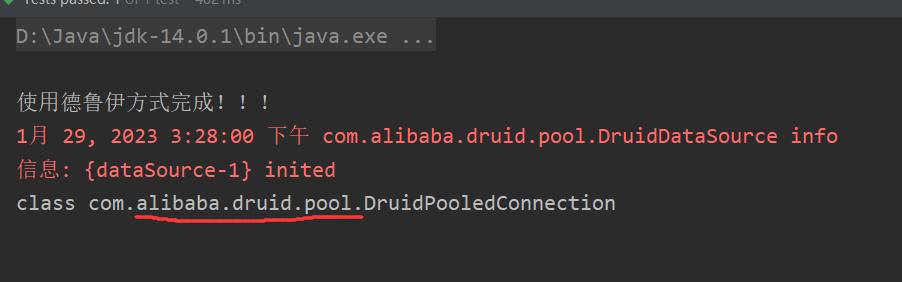 Tests passed: 1 of 1 test – 462 ms
D:\Java\jdk-14.0.1\bin\java.exe ...
使用德鲁伊方式完成！！！
1月 29, 2023 3:28:00 下午 com.alibaba.druid.pool.DruidDataSource info
信息: {dataSource-1} inited
class com.alibaba.druid.pool.DruidPooledConnection